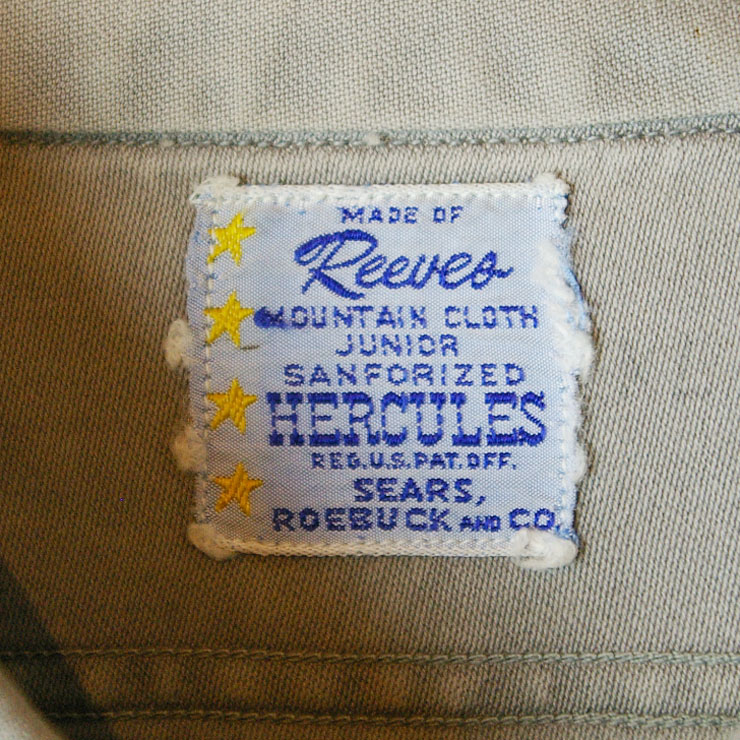 MADE OF
Reeves
MOUNTAIN CLOTH
JUNIOR
SANFORIZED
HERCULES
REG.U.S.PAT.OFF.
SEARS,
ROEBUCK AND CO.